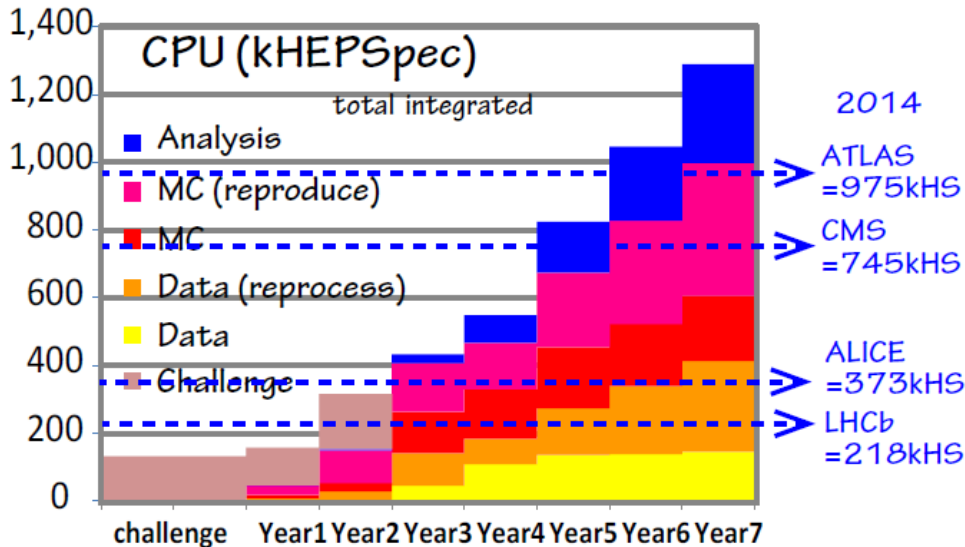 1,400
CPU (kHEPSpec)
1,200
total integrated
2014
Analysis
1,000
ATLAS
=975kHS
MC (reproduce)
800
MC
CMS
=745kHS
600
Data (reprocess)
Data
400
Challenge
ALICE
=373kHS
200
LHCb
=218kHS
0
challenge Year1 Year2 Year3 Year4 Year5 Year6 Year7